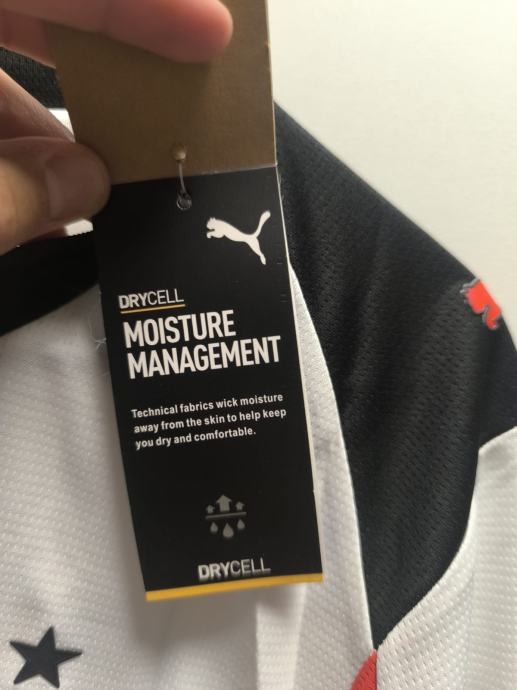 DRYCELL
MOISTURE
MANAGEMENT
Technical fabrics wick moisture
away from the skin to help keep
you dry and comfortable.
DRYCELL